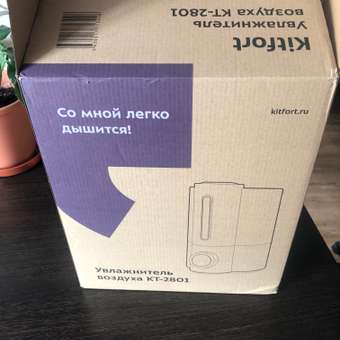 Kitfort
Увлажнитель
воздуха КТ-2801
Со мной легко
дышится!
kitfort.ru
Увлажнитель
воздуха КТ-2801